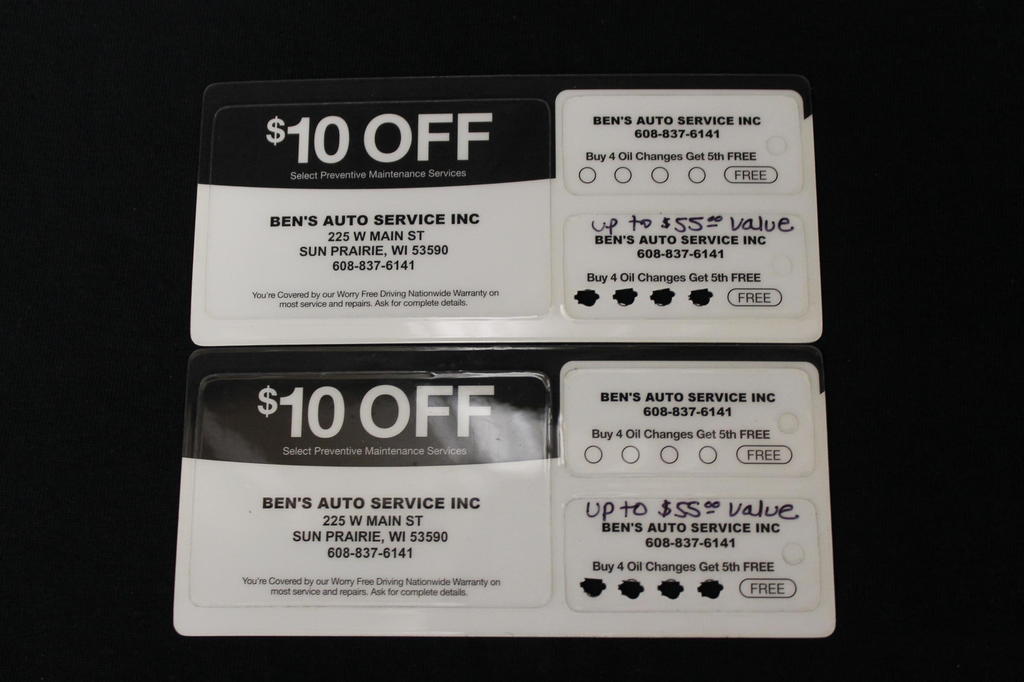 $10 OFF
Select Preventive Maintenance Services
BEN'S AUTO SERVICE INC
225 W MAIN ST
SUN PRAIRIE, WI 53590
608-837-6141
You're Covered by our Worry Free Driving Nationwide Warranty on
most service and repairs. Ask for complete details.
BEN'S AUTO SERVICE INC
608-837-6141
Buy 4 Oil Changes Get 5th FREE
FREE
up to $55.00 value
BEN'S AUTO SERVICE INC
608-837-6141
Buy 4 Oil Changes Get 5th FREE
FREE
$10 OFF
Select Preventive Maintenance Services
BEN'S AUTO SERVICE INC
225 W MAIN ST
SUN PRAIRIE, WI 53590
608-837-6141
You're Covered by our Worry Free Driving Nationwide Warranty on
most service and repairs. Ask for complete details.
BEN'S AUTO SERVICE INC
608-837-6141
Buy 4 Oil Changes Get 5th FREE
FREE
up to $55.00 value
BEN'S AUTO SERVICE INC
608-837-6141
Buy 4 Oil Changes Get 5th FREE
FREE